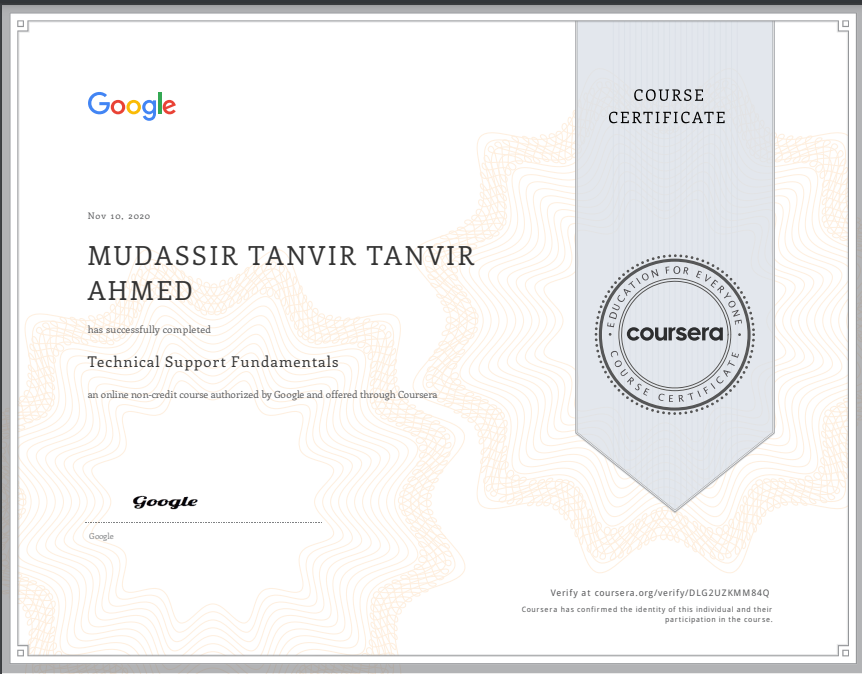 Google
COURSE
CERTIFICATE
Nov 10, 2020
MUDASSIR TANVIR TANVIR
AHMED
has successfully completed
Technical Support Fundamentals
an online non-credit course authorized by Google and offered through Coursera
EDUCATION FOR EVERYONE
coursera
COURSE CERTIFICATE
Google
Google
Verify at coursera.org/verify/DLG2UZKMM84Q
Coursera has confirmed the identity of this individual and their
participation in the course.